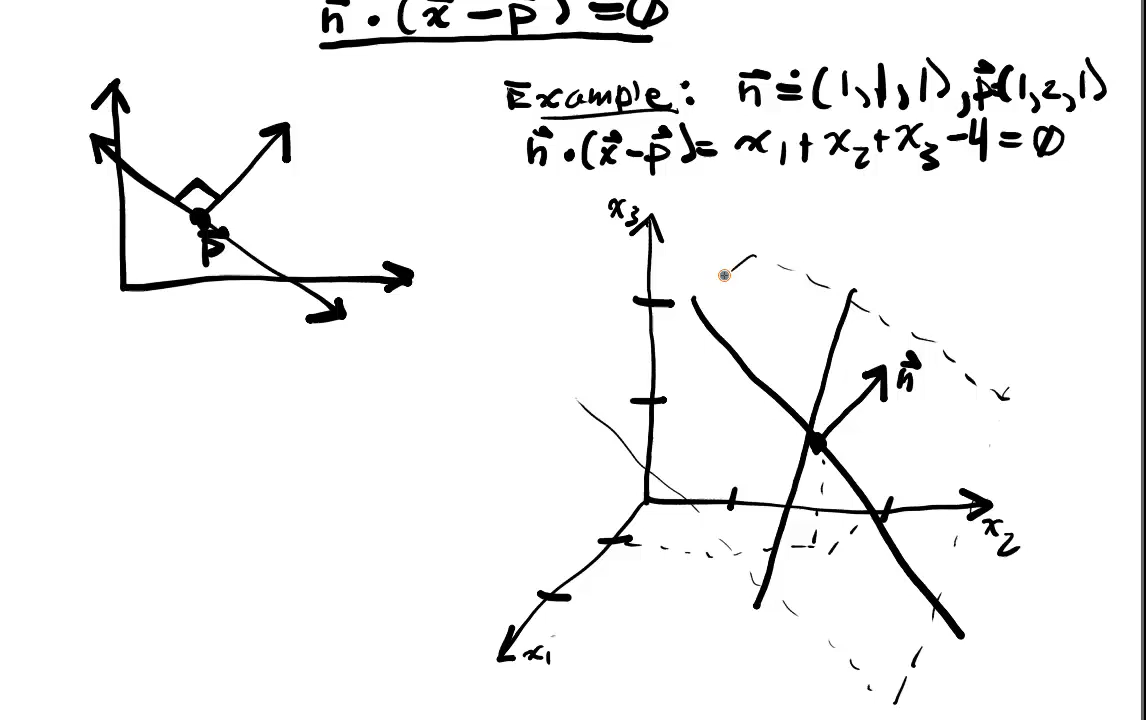 n⃗ · (x⃗ − p⃗) = 0
Example: n⃗ ≐ (1,1,1), p⃗=(1,2,1)
n⃗ · (x⃗ − p⃗) = x₁ + x₂ + x₃ − 4 = 0
x₃
p
n⃗
x₂
x₁